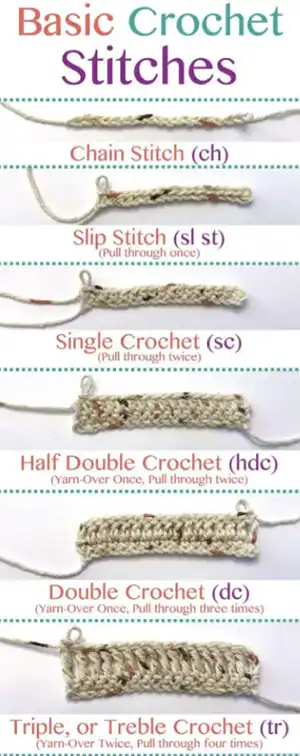 Basic Crochet
Stitches
Chain Stitch (ch)
Slip Stitch (sl st)
(Pull through once)
Single Crochet (sc)
(Pull through twice)
Half Double Crochet (hdc)
(Yarn-Over Once, Pull through twice)
Double Crochet (dc)
(Yarn-Over Once, Pull through three times)
Triple, or Treble Crochet (tr)
(Yarn-Over Twice, Pull through four times)